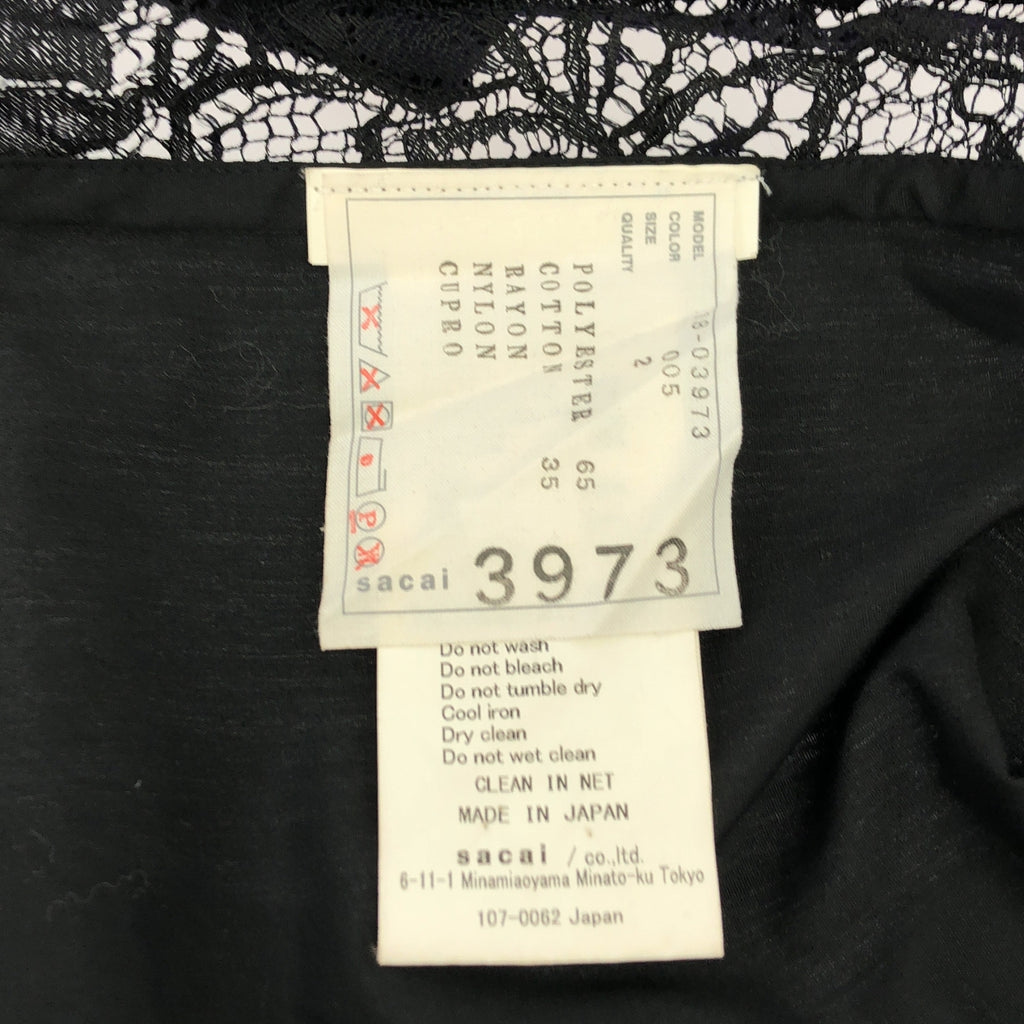 MODEL 18-03973
COLOR 005
SIZE 2
QUALITY
POLYESTER 65
COTTON 35
RAYON
NYLON
CUPRO
P
sacai 3973
Do not wash
Do not bleach
Do not tumble dry
Cool iron
Dry clean
Do not wet clean
CLEAN IN NET
MADE IN JAPAN
sacai / co.,ltd.
6-11-1 Minamiaoyama Minato-ku Tokyo
107-0062 Japan